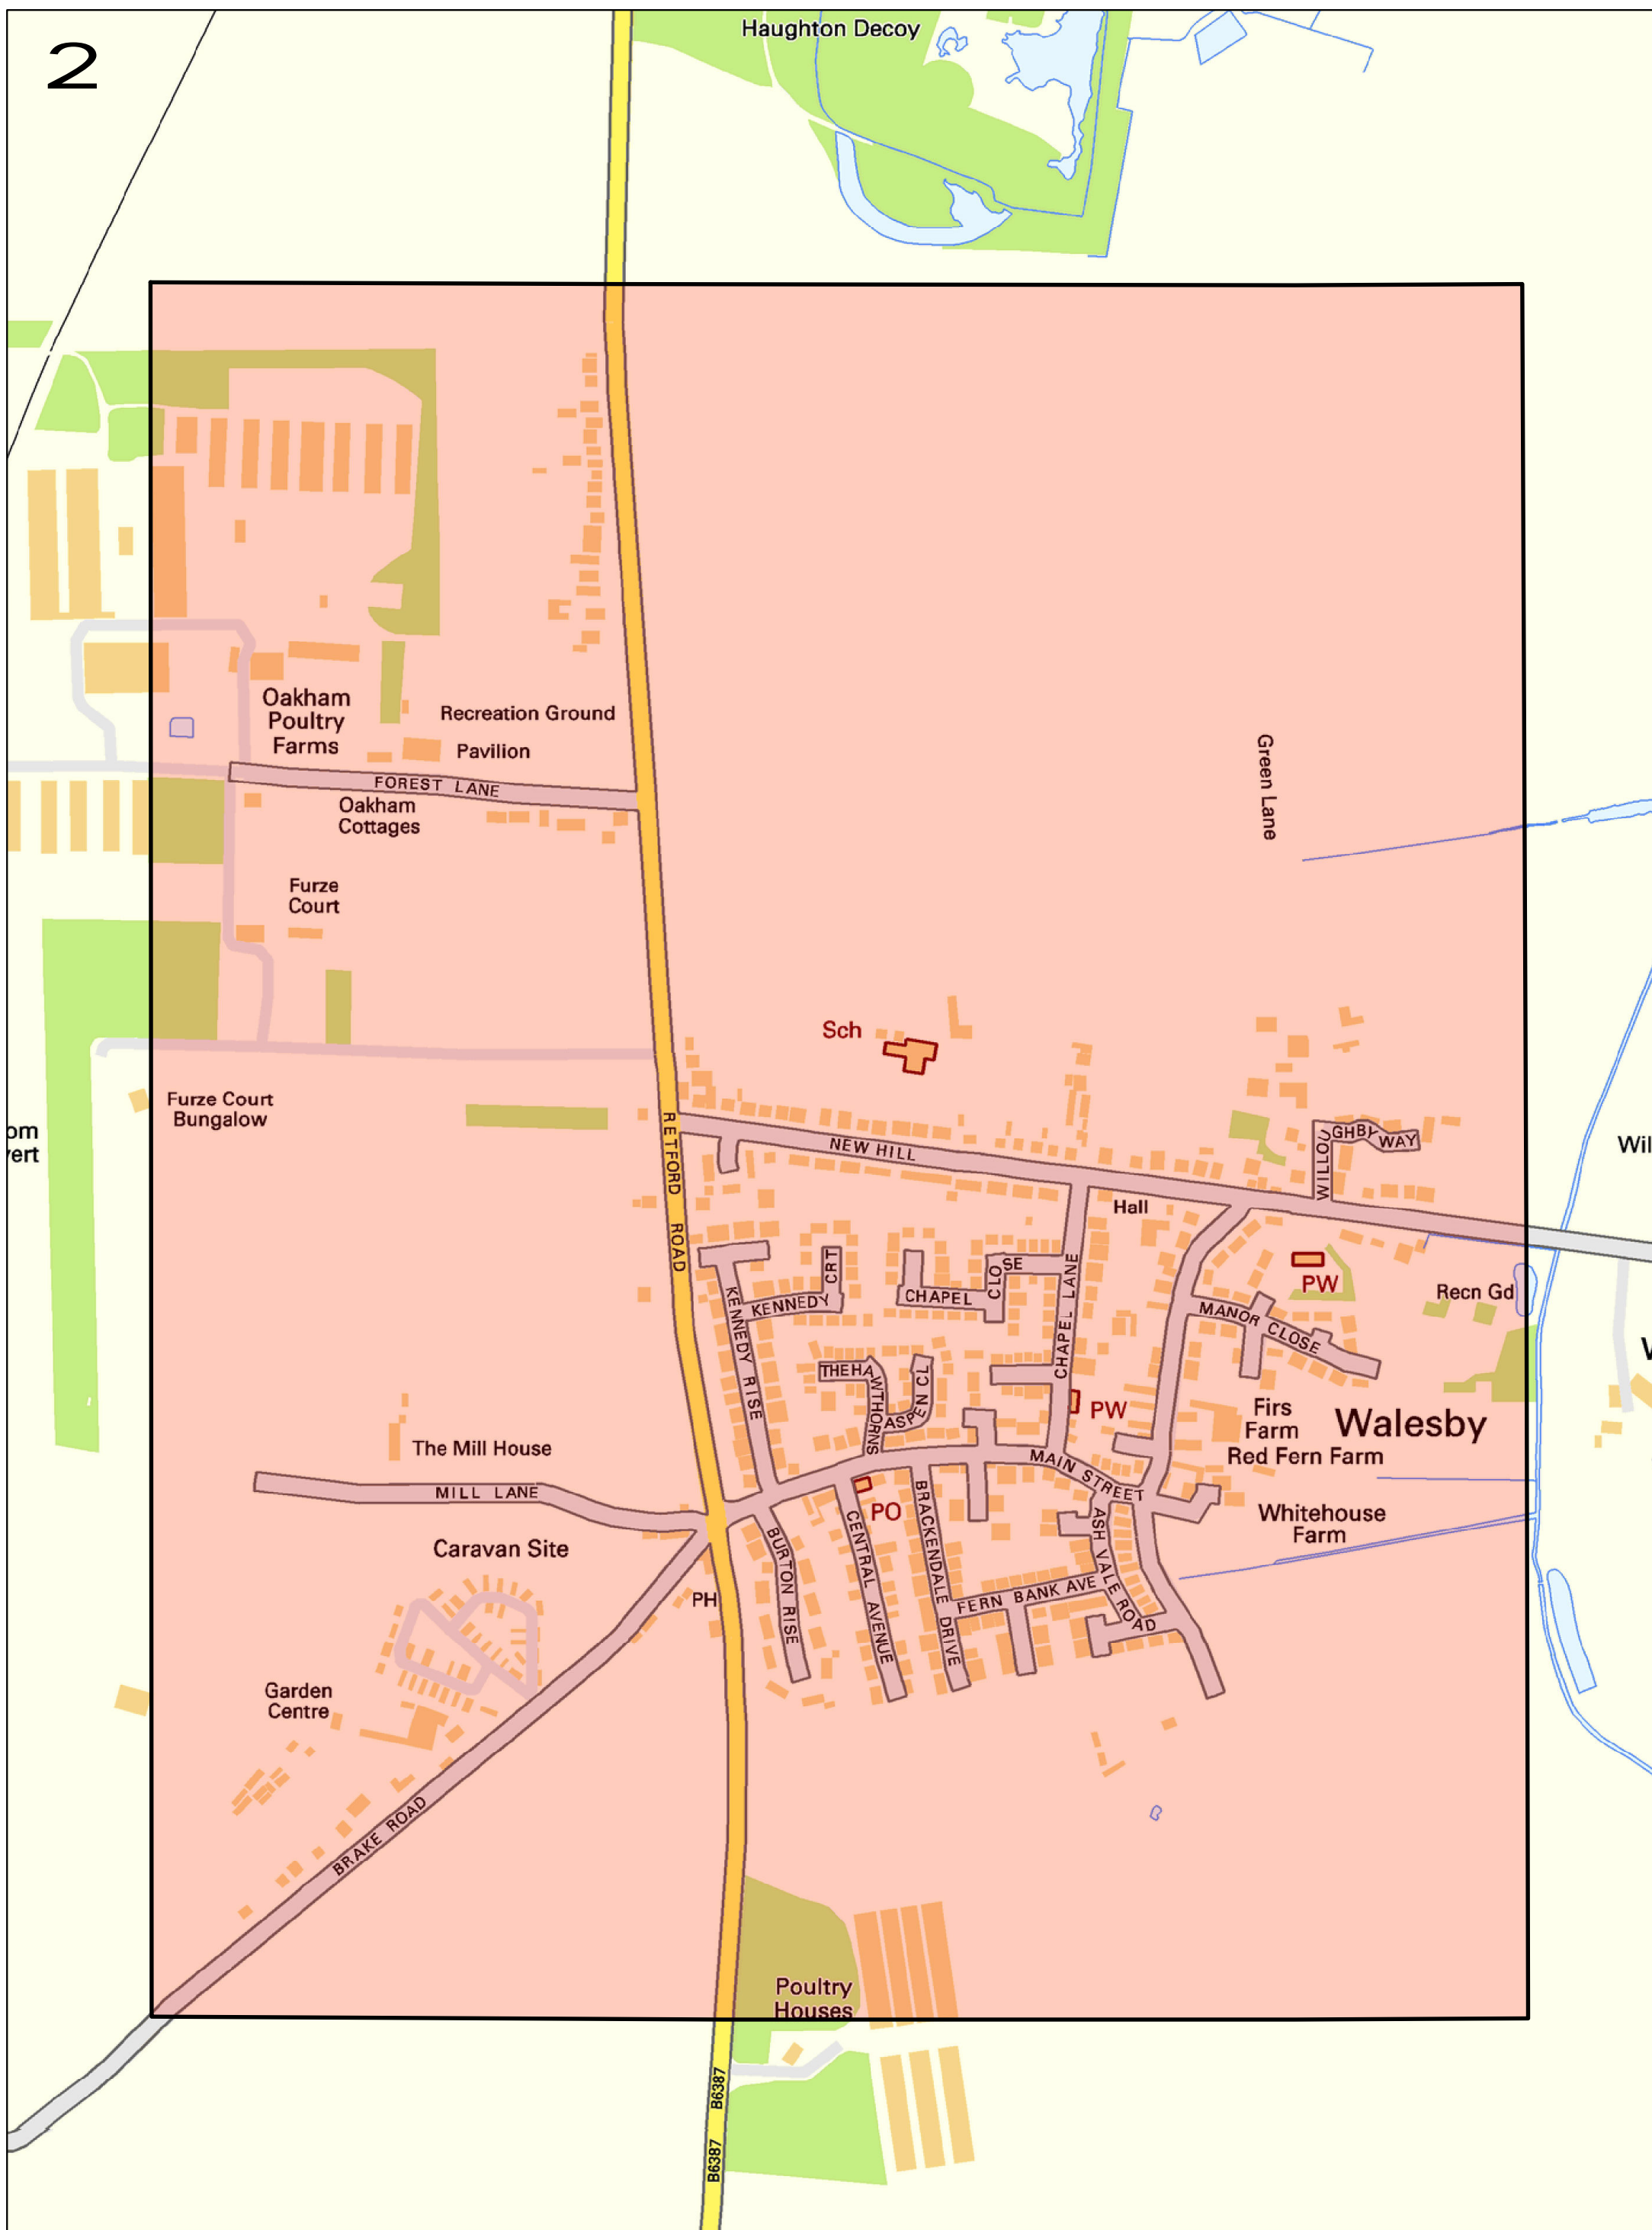 2
Haughton Decoy
Oakham
Poultry
Farms
Recreation Ground
Pavilion
FOREST LANE
Oakham
Cottages
Green Lane
Furze
Court
Sch
Furze Court
Bungalow
om
RETFORD ROAD
NEW HILL
WILLOUGHBY WAY
Wil
Hall
KENNEDY CRT
CHAPEL CLOSE
CHAPEL LANE
PW
Recn Gd
MANOR CLOSE
KENNEDY RISE
THE HAWTHORNS
ASPEN CL
PW
Firs
Farm
Walesby
Red Fern Farm
The Mill House
MAIN STREET
MILL LANE
PO
Whitehouse
Farm
Caravan Site
BURTON RISE
CENTRAL AVENUE
BRACKENDALE DRIVE
ASH VALE ROAD
FERN BANK AVE
PH
Garden
Centre
BRAKE ROAD
Poultry
Houses
B6387
B6387